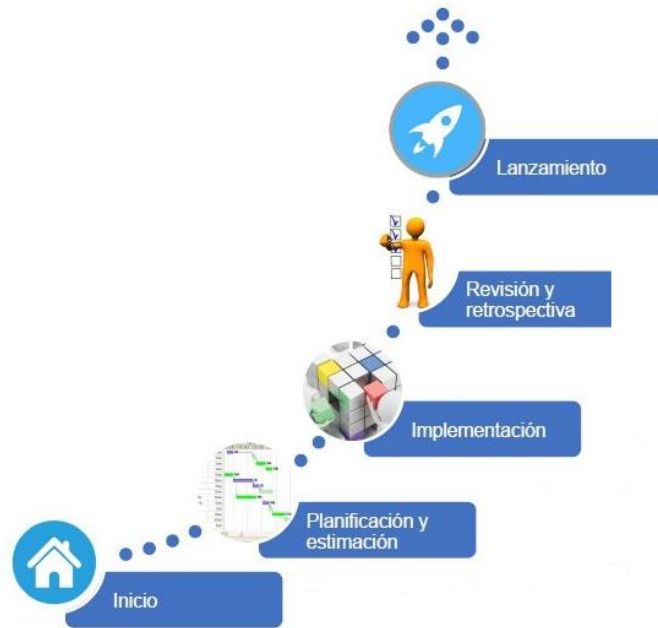 Lanzamiento
Revisión y
retrospectiva
Implementación
Planificación y
estimación
Inicio